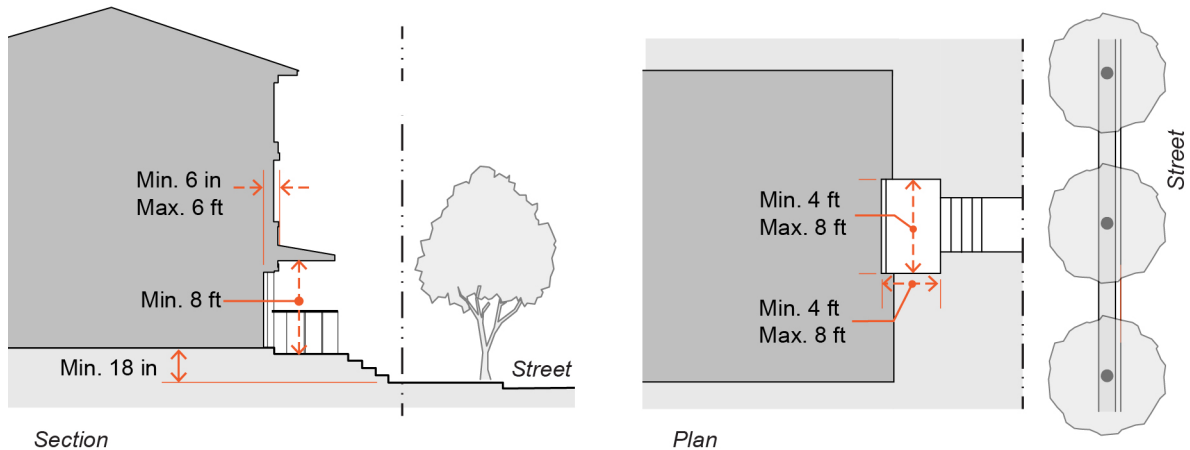 Min. 6 in
Max. 6 ft
Min. 8 ft
Min. 18 in
Street
Section
Min. 4 ft
Max. 8 ft
Min. 4 ft
Max. 8 ft
Street
Plan